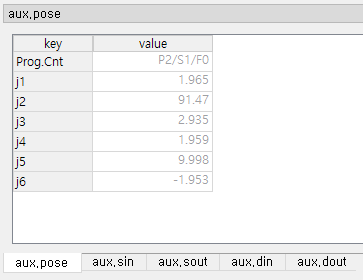 aux.pose
key value
Prog.Cnt P2/S1/F0
j1 1.965
j2 91.47
j3 2.935
j4 1.959
j5 9.998
j6 -1.953
aux.pose aux.sin aux.sout aux.din aux.dout